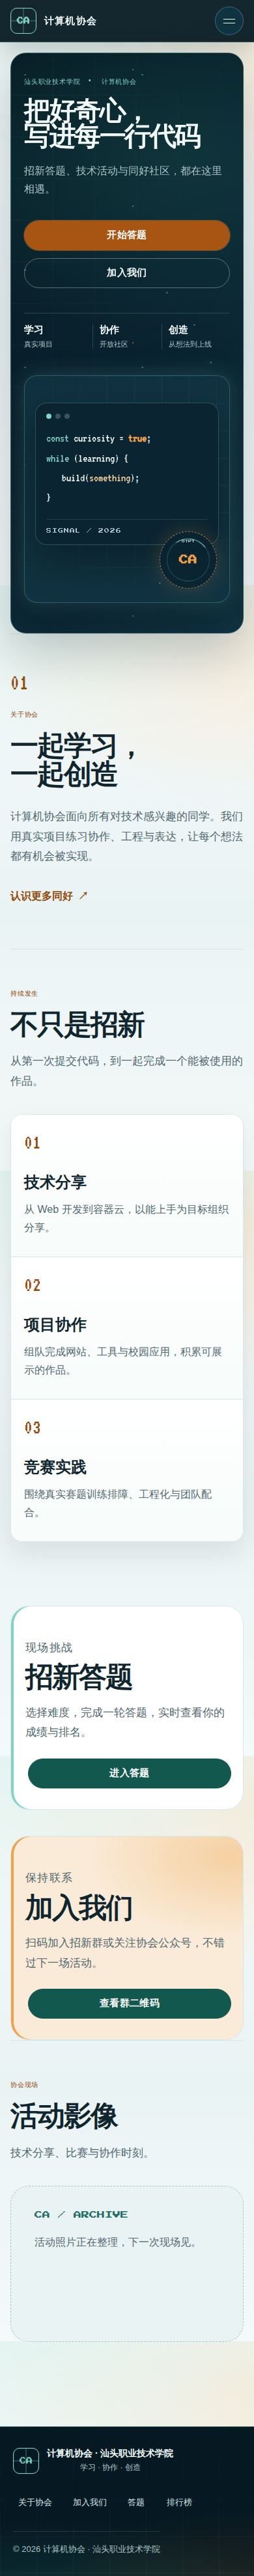 CA 计算机协会
汕头职业技术学院 • 计算机协会
把好奇心，
写进每一行代码
招新答题、技术活动与同好社区，都在这里
相遇。
开始答题
加入我们
学习 协作 创造
真实项目 开放社区 从想法到上线
const curiosity = true;
while (learning) {
build(something);
}
SIGNAL / 2026
CA
01
关于协会
一起学习，
一起创造
计算机协会面向所有对技术感兴趣的同学。我们
用真实项目练习协作、工程与表达，让每个想法
都有机会被实现。
认识更多同好 ↗
持续发生
不只是招新
从第一次提交代码，到一起完成一个能被使用的
作品。
01
技术分享
从 Web 开发到容器云，以能上手为目标组织
分享。
02
项目协作
组队完成网站、工具与校园应用，积累可展
示的作品。
03
竞赛实践
围绕真实赛题训练排障、工程化与团队配
合。
现场挑战
招新答题
选择难度，完成一轮答题，实时查看你的
成绩与排名。
进入答题
保持联系
加入我们
扫码加入招新群或关注协会公众号，不错
过下一场活动。
查看群二维码
协会现场
活动影像
技术分享、比赛与协作时刻。
CA / ARCHIVE
活动照片正在整理，下一次现场见。
CA 计算机协会 · 汕头职业技术学院
学习 · 协作 · 创造
关于协会 加入我们 答题 排行榜
© 2026 计算机协会 · 汕头职业技术学院